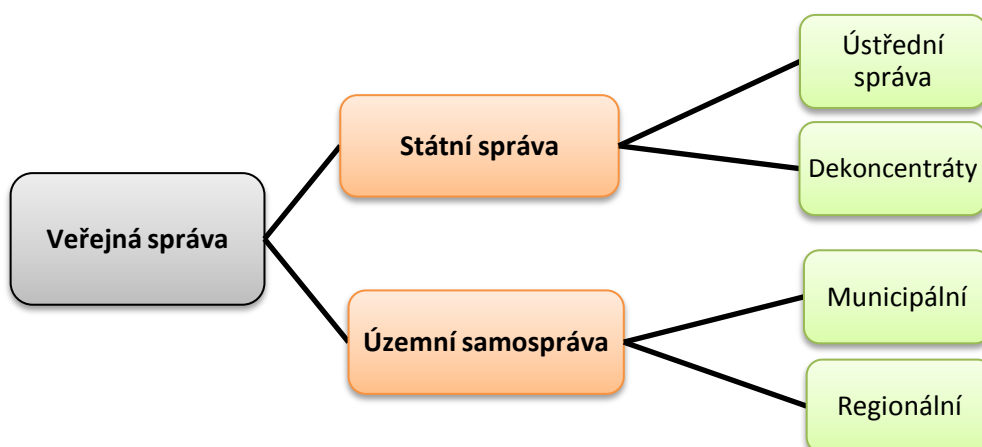 Veřejná správa
Státní správa
Ústřední
správa
Dekoncentráty
Územní samospráva
Municipální
Regionální